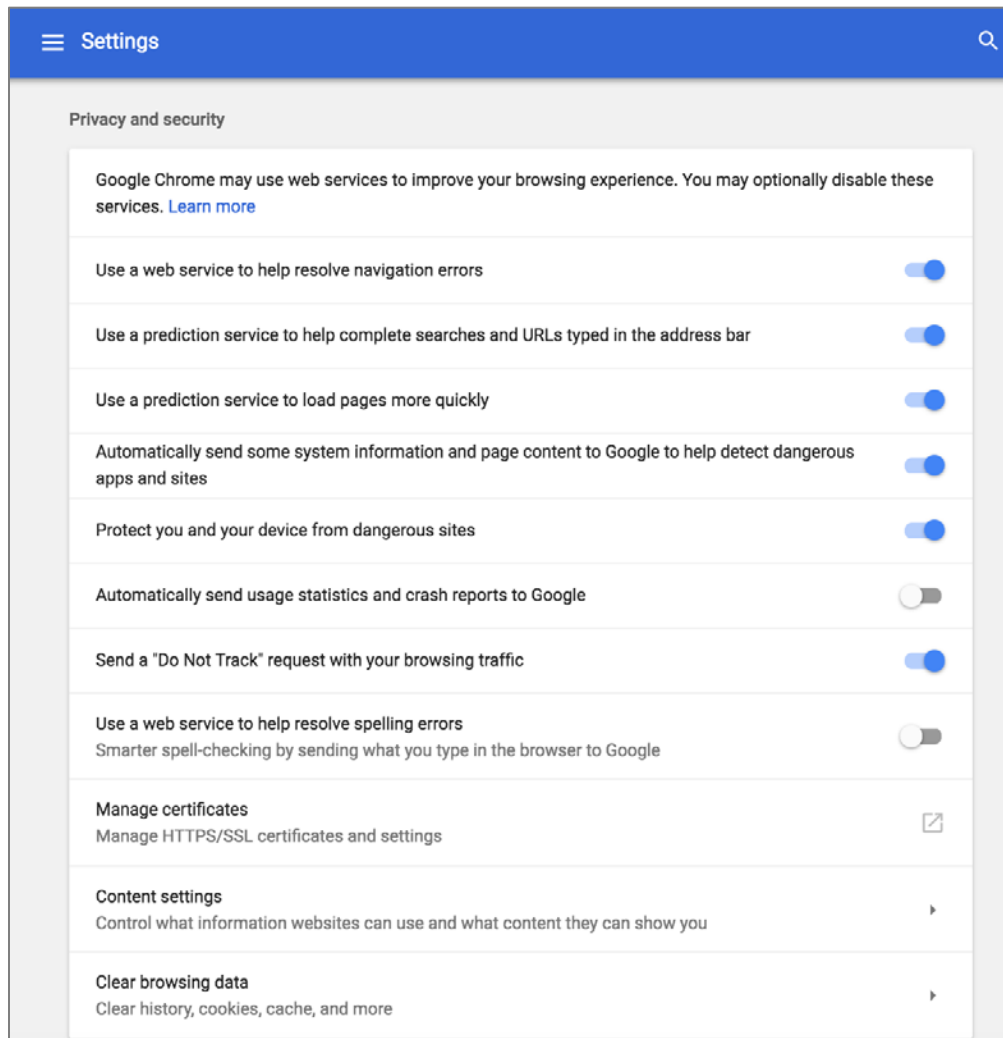 Settings
Privacy and security
Google Chrome may use web services to improve your browsing experience. You may optionally disable these
services. Learn more
Use a web service to help resolve navigation errors
Use a prediction service to help complete searches and URLs typed in the address bar
Use a prediction service to load pages more quickly
Automatically send some system information and page content to Google to help detect dangerous
apps and sites
Protect you and your device from dangerous sites
Automatically send usage statistics and crash reports to Google
Send a "Do Not Track" request with your browsing traffic
Use a web service to help resolve spelling errors
Smarter spell-checking by sending what you type in the browser to Google
Manage certificates
Manage HTTPS/SSL certificates and settings
Content settings
Control what information websites can use and what content they can show you
Clear browsing data
Clear history, cookies, cache, and more